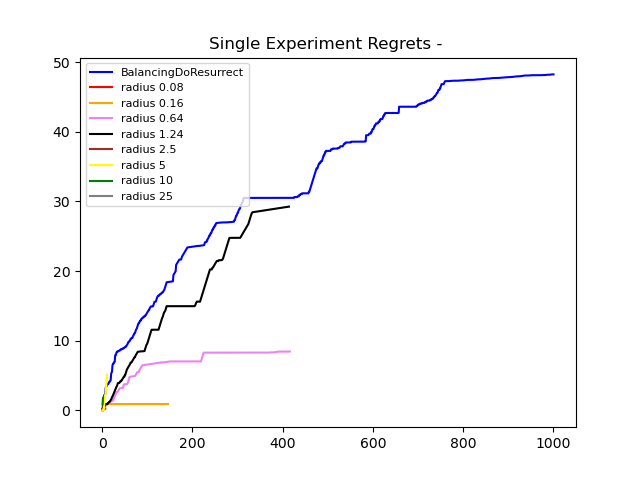 Single Experiment Regrets -
BalancingDoResurrect
radius 0.08
radius 0.16
radius 0.64
radius 1.24
radius 2.5
radius 5
radius 10
radius 25
50
40
30
20
10
0
0 200 400 600 800 1000